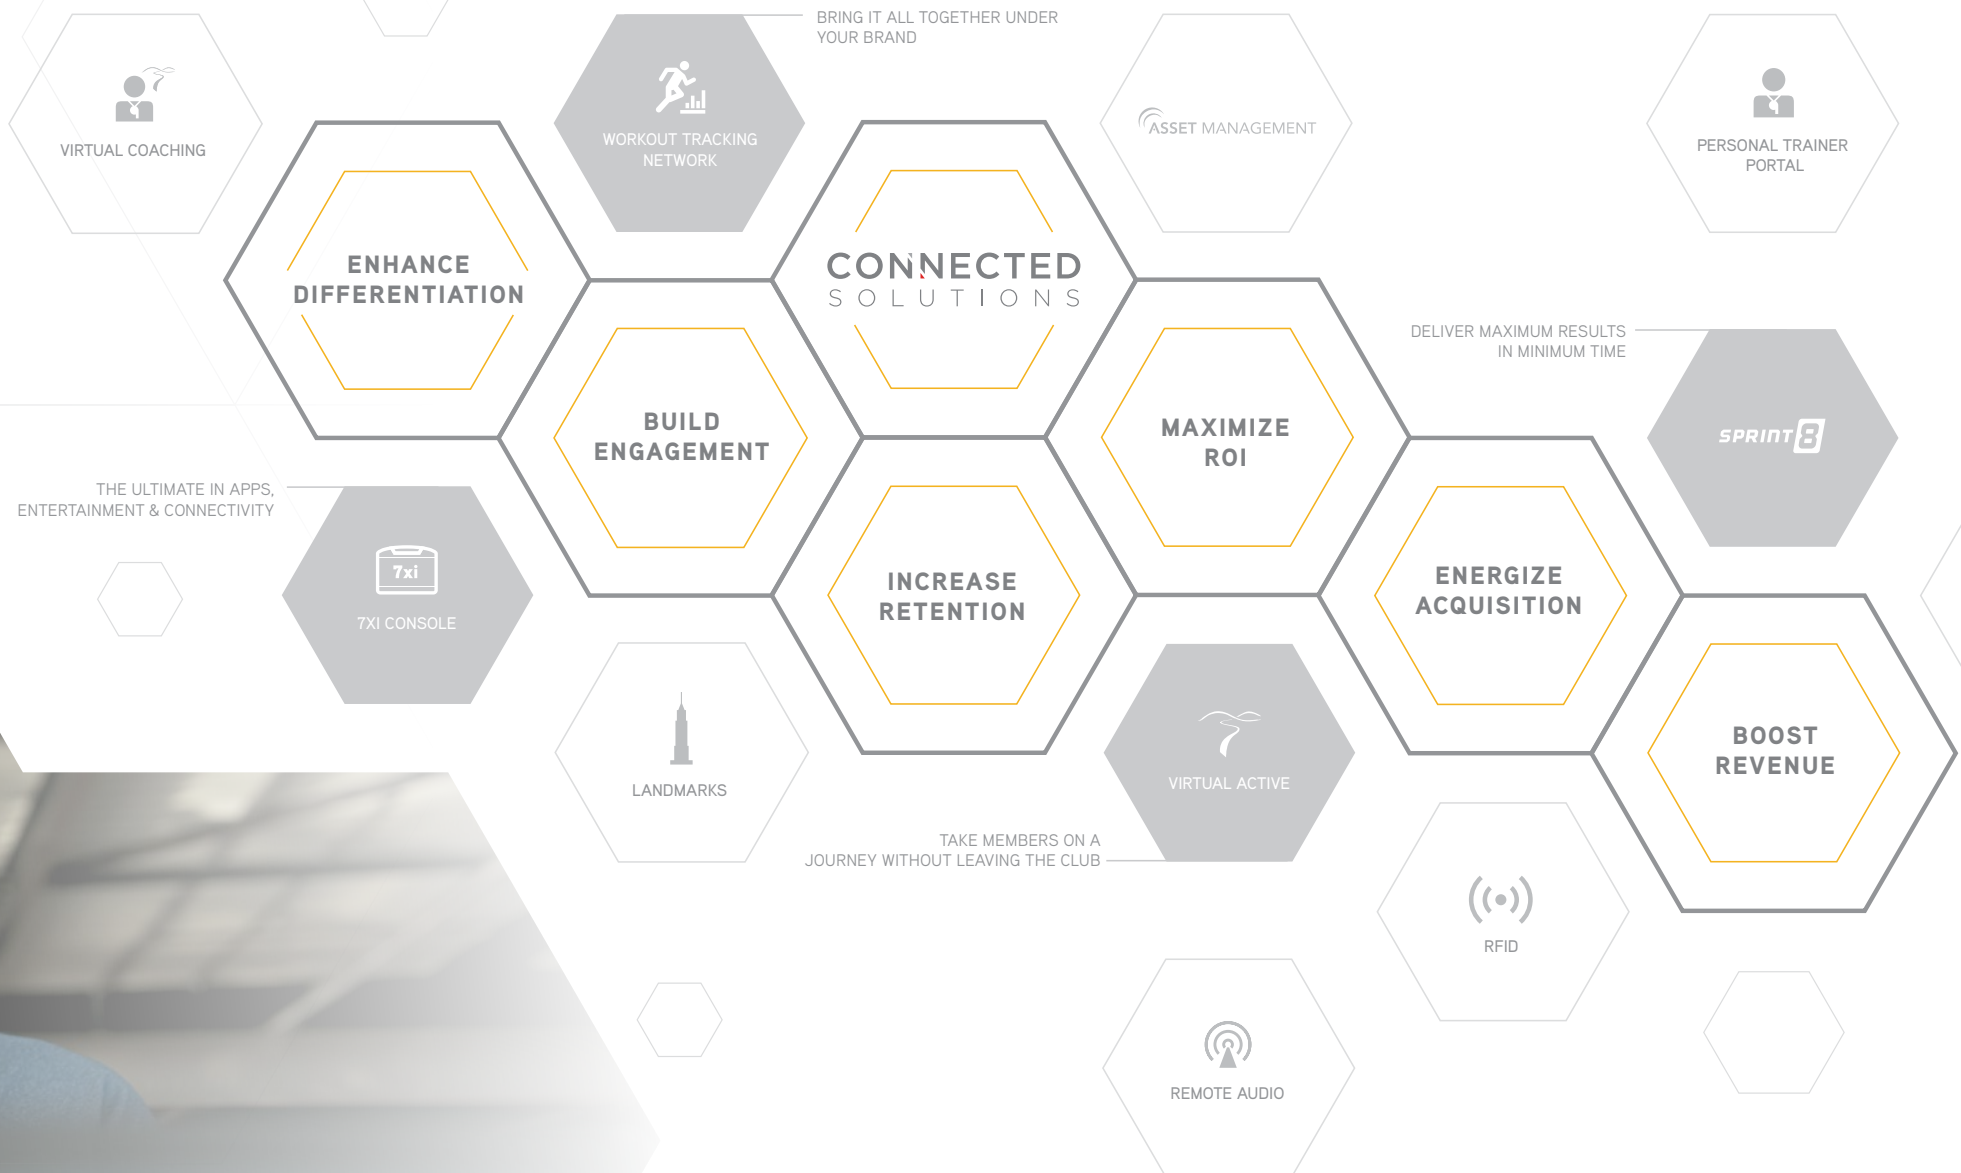 BRING IT ALL TOGETHER UNDER
YOUR BRAND
VIRTUAL COACHING
WORKOUT TRACKING
NETWORK
ASSET MANAGEMENT
PERSONAL TRAINER
PORTAL
ENHANCE
DIFFERENTIATION
CONNECTED
SOLUTIONS
DELIVER MAXIMUM RESULTS
IN MINIMUM TIME
BUILD
ENGAGEMENT
MAXIMIZE
ROI
SPRINT 8
THE ULTIMATE IN APPS,
ENTERTAINMENT & CONNECTIVITY
7xi
7XI CONSOLE
INCREASE
RETENTION
ENERGIZE
ACQUISITION
LANDMARKS
VIRTUAL ACTIVE
BOOST
REVENUE
TAKE MEMBERS ON A
JOURNEY WITHOUT LEAVING THE CLUB
RFID
REMOTE AUDIO